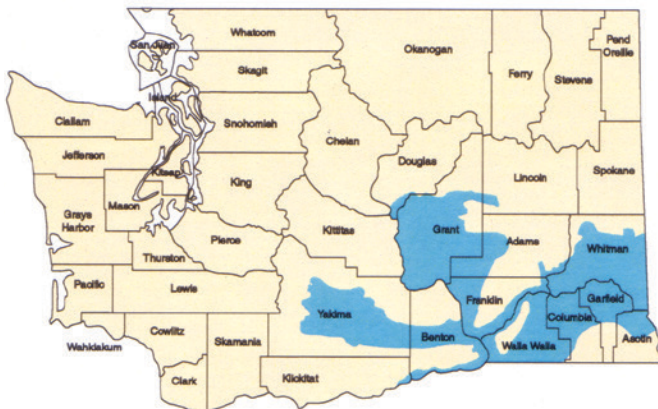 Whatcom
Okanogan
Pend
Oreille
San Juan
Ferry
Stevens
Skagit
Island
Clallam
Snohomish
Chelan
Douglas
Jefferson
Lincoln
Spokane
Kitsap
King
Mason
Grays
Harbor
Kittitas
Grant
Adams
Whitman
Pierce
Thurston
Pacific
Lewis
Yakima
Franklin
Garfield
Columbia
Cowlitz
Benton
Asotin
Wahkiakum
Skamania
Walla Walla
Clark
Klickitat